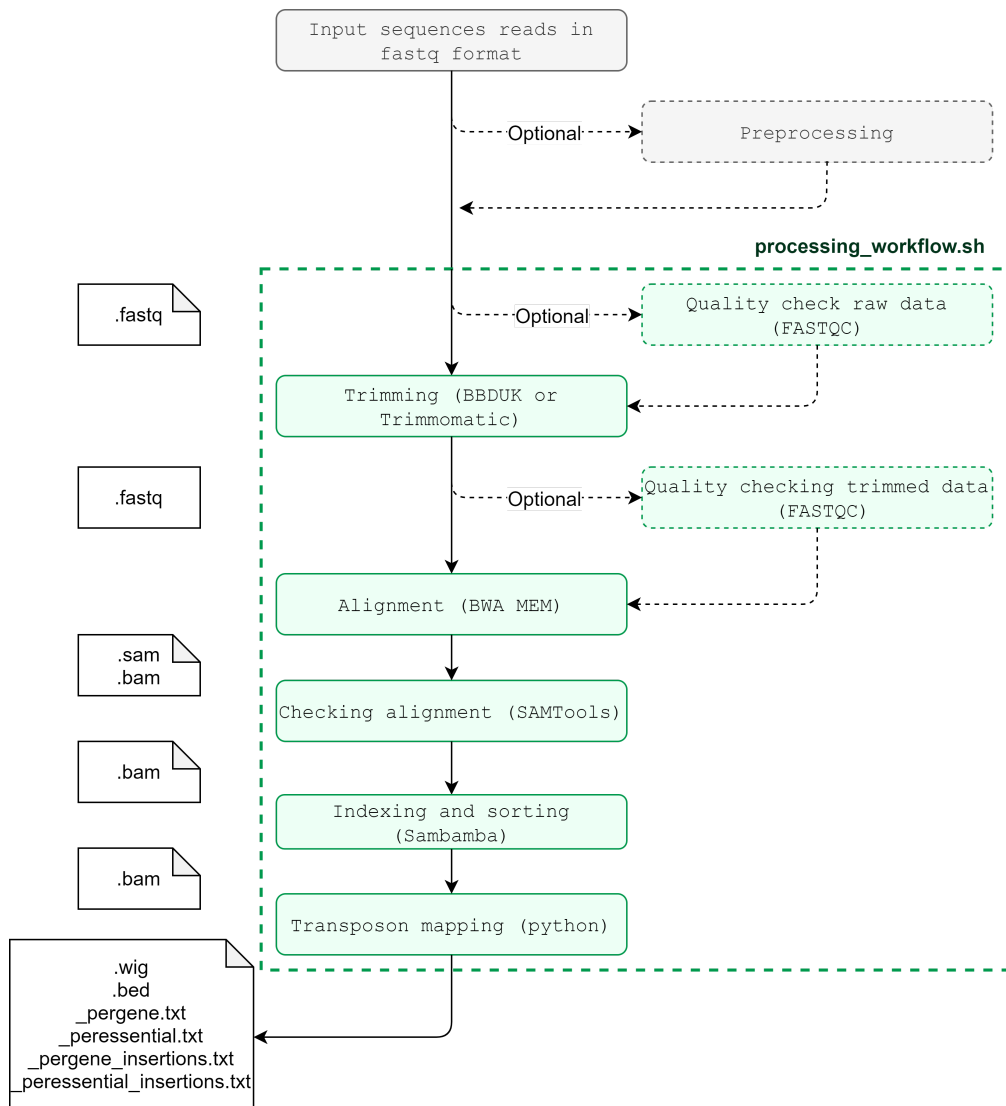 Input sequences reads in
fastq format
Optional
Preprocessing
processing_workflow.sh
.fastq
Optional
Quality check raw data
(FASTQC)
Trimming (BBDUK or
Trimmomatic)
.fastq
Optional
Quality checking trimmed data
(FASTQC)
Alignment (BWA MEM)
.sam
.bam
Checking alignment (SAMTools)
.bam
Indexing and sorting
(Sambamba)
.bam
Transposon mapping (python)
.wig
.bed
_pergene.txt
_peressential.txt
_pergene_insertions.txt
_peressential_insertions.txt